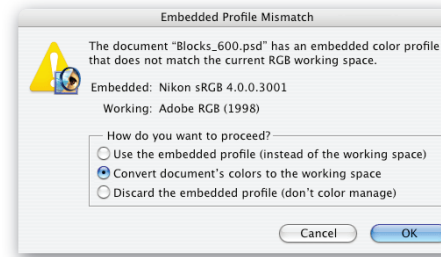 Embedded Profile Mismatch
The document “Blocks_600.psd” has an embedded color profile
that does not match the current RGB working space.
Embedded: Nikon sRGB 4.0.0.3001
Working: Adobe RGB (1998)
How do you want to proceed?
Use the embedded profile (instead of the working space)
Convert document's colors to the working space
Discard the embedded profile (don't color manage)
Cancel OK